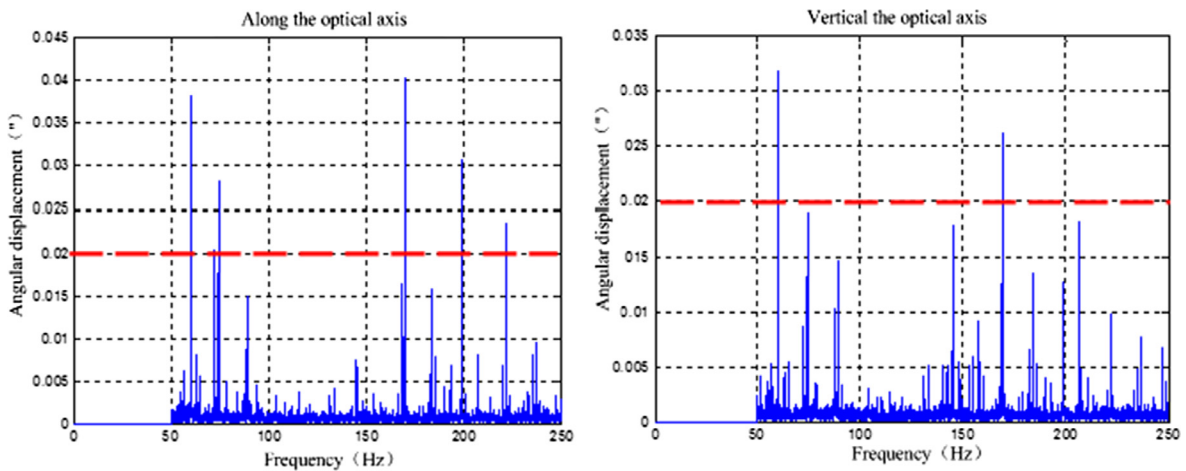 Along the optical axis
0.045
0.04
0.035
0.03
0.025
0.02
0.015
0.01
0.005
0
0 50 100 150 200 250
Angular displacement（"）
Frequency（Hz）
Vertical the optical axis
0.035
0.03
0.025
0.02
0.015
0.01
0.005
0
0 50 100 150 200 250
Angular displacement（"）
Frequency（Hz）